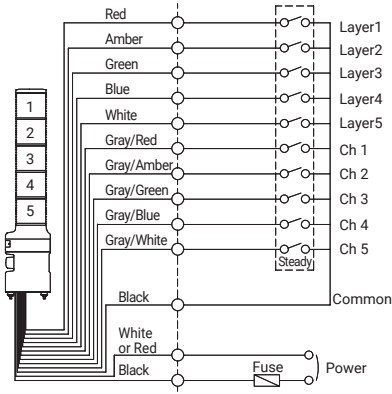 Red
Layer1
Amber
Layer2
Green
Layer3
Blue
Layer4
White
Layer5
Gray/Red
Ch 1
Gray/Amber
Ch 2
Gray/Green
Ch 3
Gray/Blue
Ch 4
Gray/White
Ch 5
Steady
1
2
3
4
5
Black
Common
White
or Red
Black
Fuse
Power